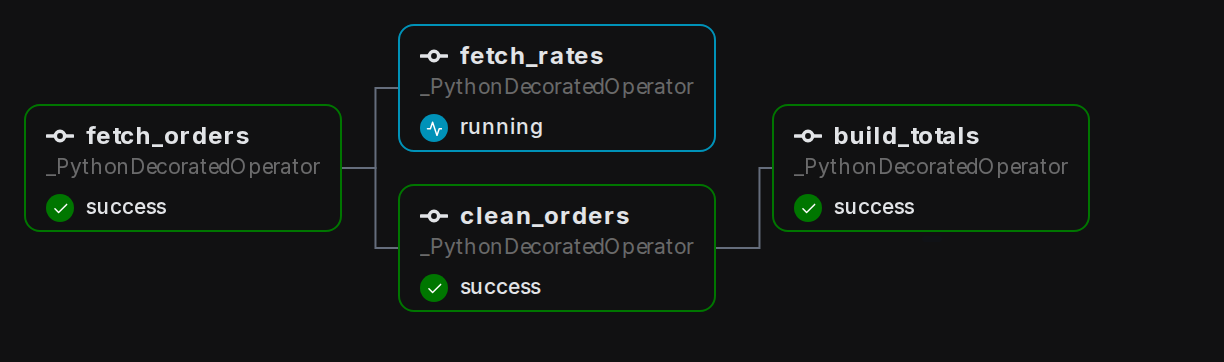 fetch_orders
_PythonDecoratedOperator
success
fetch_rates
_PythonDecoratedOperator
running
clean_orders
_PythonDecoratedOperator
success
build_totals
_PythonDecoratedOperator
success